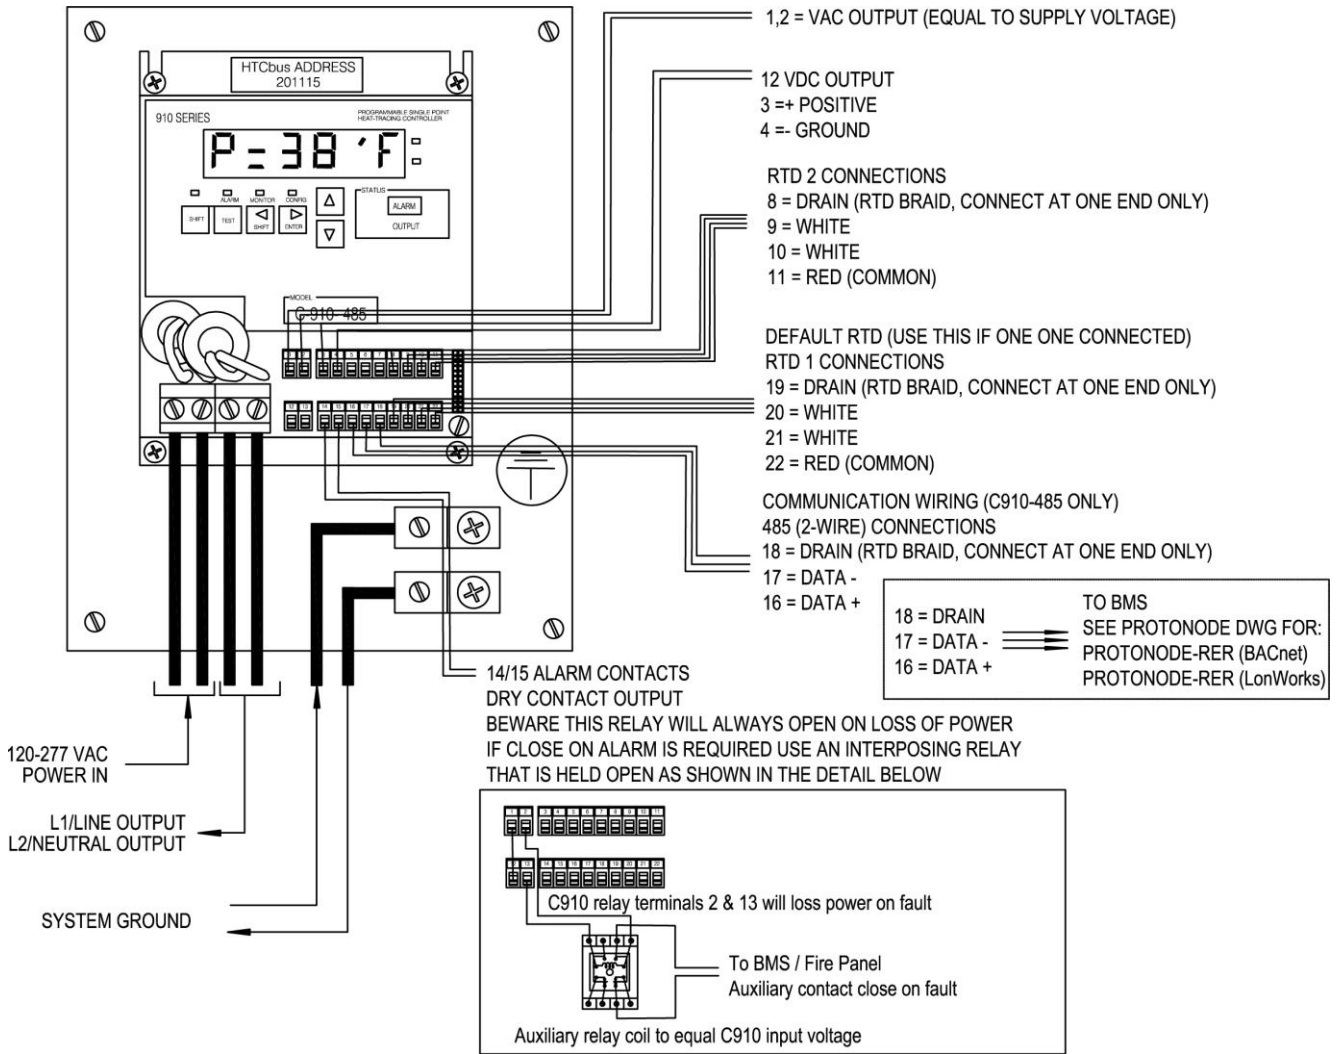 HTCbus ADDRESS
201115
910 SERIES
PROGRAMMABLE SINGLE POINT
HEAT-TRACING CONTROLLER
P=38 'F
ALARM MONITOR CONFIG
SHIFT TEST SHIFT ENTER
STATUS
ALARM
OUTPUT
MODEL
C-910-485
1,2 = VAC OUTPUT (EQUAL TO SUPPLY VOLTAGE)
12 VDC OUTPUT
3 =+ POSITIVE
4 =- GROUND
RTD 2 CONNECTIONS
8 = DRAIN (RTD BRAID, CONNECT AT ONE END ONLY)
9 = WHITE
10 = WHITE
11 = RED (COMMON)
DEFAULT RTD (USE THIS IF ONE ONE CONNECTED)
RTD 1 CONNECTIONS
19 = DRAIN (RTD BRAID, CONNECT AT ONE END ONLY)
20 = WHITE
21 = WHITE
22 = RED (COMMON)
COMMUNICATION WIRING (C910-485 ONLY)
485 (2-WIRE) CONNECTIONS
18 = DRAIN (RTD BRAID, CONNECT AT ONE END ONLY)
17 = DATA -
16 = DATA +
18 = DRAIN
17 = DATA -
16 = DATA +
TO BMS
SEE PROTONODE DWG FOR:
PROTONODE-RER (BACnet)
PROTONODE-RER (LonWorks)
14/15 ALARM CONTACTS
DRY CONTACT OUTPUT
BEWARE THIS RELAY WILL ALWAYS OPEN ON LOSS OF POWER
IF CLOSE ON ALARM IS REQUIRED USE AN INTERPOSING RELAY
THAT IS HELD OPEN AS SHOWN IN THE DETAIL BELOW
120-277 VAC
POWER IN
L1/LINE OUTPUT
L2/NEUTRAL OUTPUT
SYSTEM GROUND
C910 relay terminals 2 & 13 will loss power on fault
To BMS / Fire Panel
Auxiliary contact close on fault
Auxiliary relay coil to equal C910 input voltage